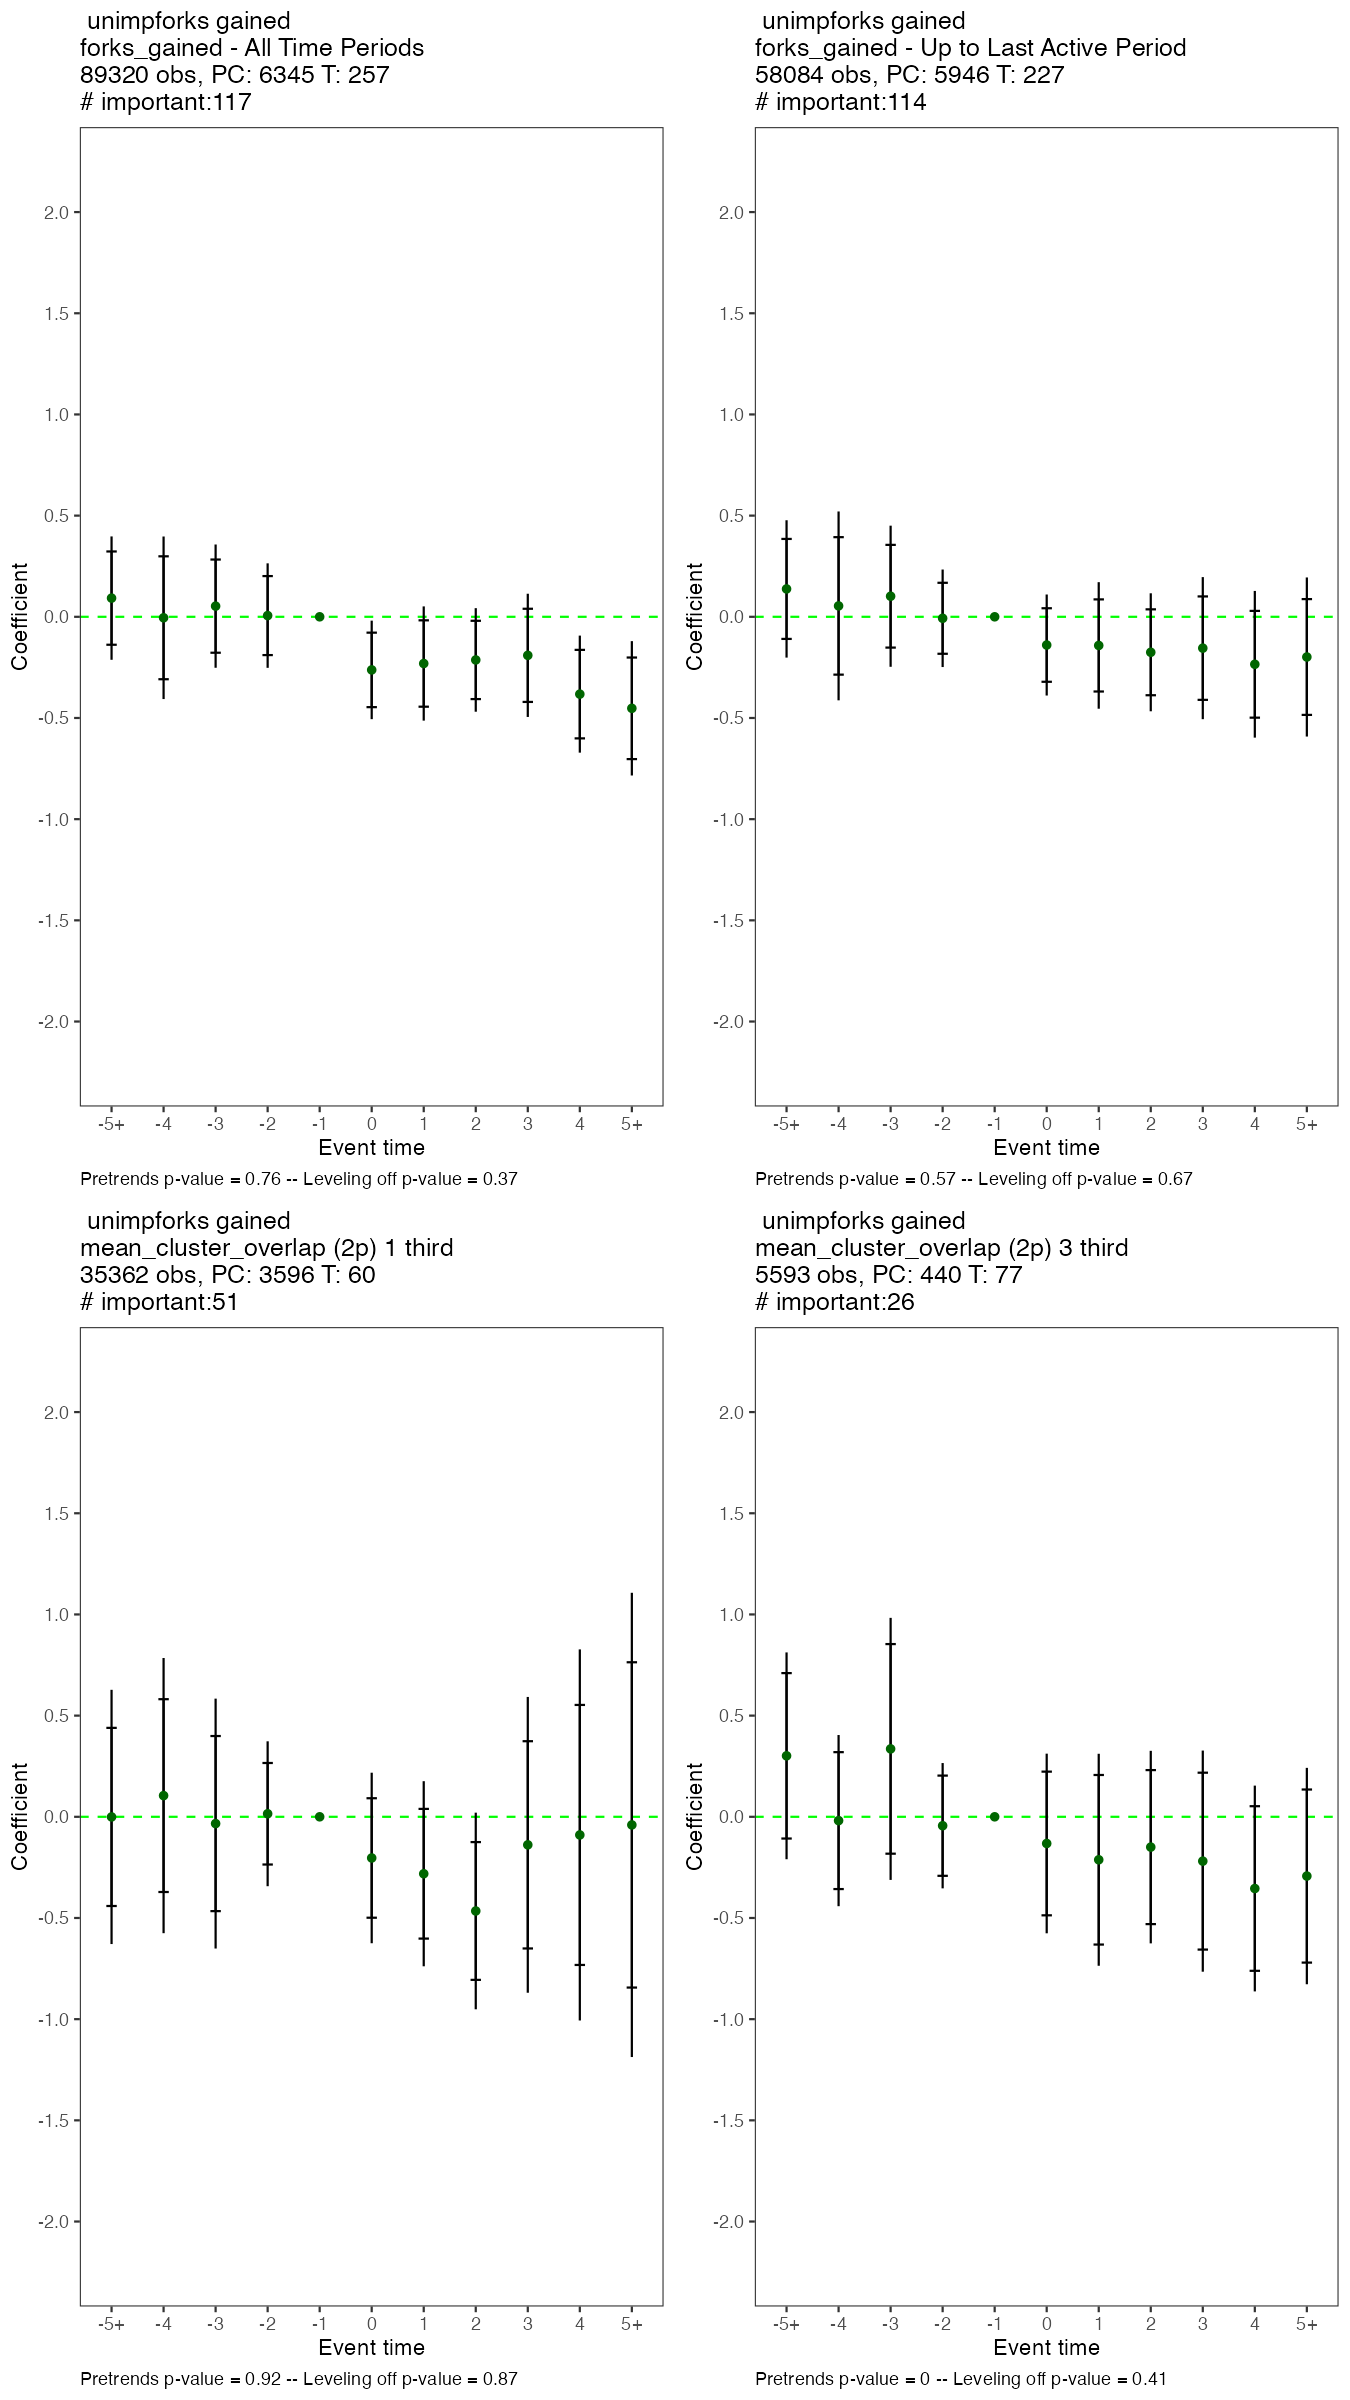 unimpforks gained
forks_gained - All Time Periods
89320 obs, PC: 6345 T: 257
# important:117
Coefficient
2.0
1.5
1.0
0.5
0.0
-0.5
-1.0
-1.5
-2.0
-5+ -4 -3 -2 -1 0 1 2 3 4 5+
Event time
Pretrends p-value = 0.76 -- Leveling off p-value = 0.37
unimpforks gained
forks_gained - Up to Last Active Period
58084 obs, PC: 5946 T: 227
# important:114
Coefficient
2.0
1.5
1.0
0.5
0.0
-0.5
-1.0
-1.5
-2.0
-5+ -4 -3 -2 -1 0 1 2 3 4 5+
Event time
Pretrends p-value = 0.57 -- Leveling off p-value = 0.67
unimpforks gained
mean_cluster_overlap (2p) 1 third
35362 obs, PC: 3596 T: 60
# important:51
Coefficient
2.0
1.5
1.0
0.5
0.0
-0.5
-1.0
-1.5
-2.0
-5+ -4 -3 -2 -1 0 1 2 3 4 5+
Event time
Pretrends p-value = 0.92 -- Leveling off p-value = 0.87
unimpforks gained
mean_cluster_overlap (2p) 3 third
5593 obs, PC: 440 T: 77
# important:26
Coefficient
2.0
1.5
1.0
0.5
0.0
-0.5
-1.0
-1.5
-2.0
-5+ -4 -3 -2 -1 0 1 2 3 4 5+
Event time
Pretrends p-value = 0 -- Leveling off p-value = 0.41